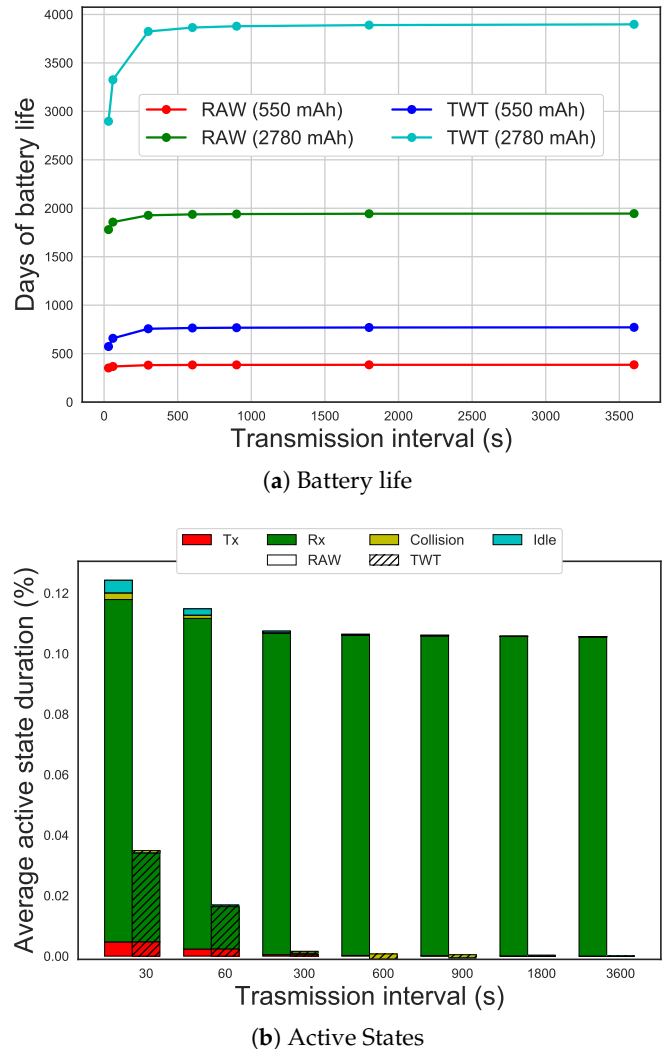 4000
3500
3000
2500
2000
1500
1000
500
0
Days of battery life
RAW (550 mAh)
TWT (550 mAh)
RAW (2780 mAh)
TWT (2780 mAh)
0 500 1000 1500 2000 2500 3000 3500
Transmission interval (s)
(a) Battery life
Tx Rx Collision Idle
RAW TWT
0.12
0.10
0.08
0.06
0.04
0.02
0.00
Average active state duration (%)
30 60 300 600 900 1800 3600
Trasmission interval (s)
(b) Active States